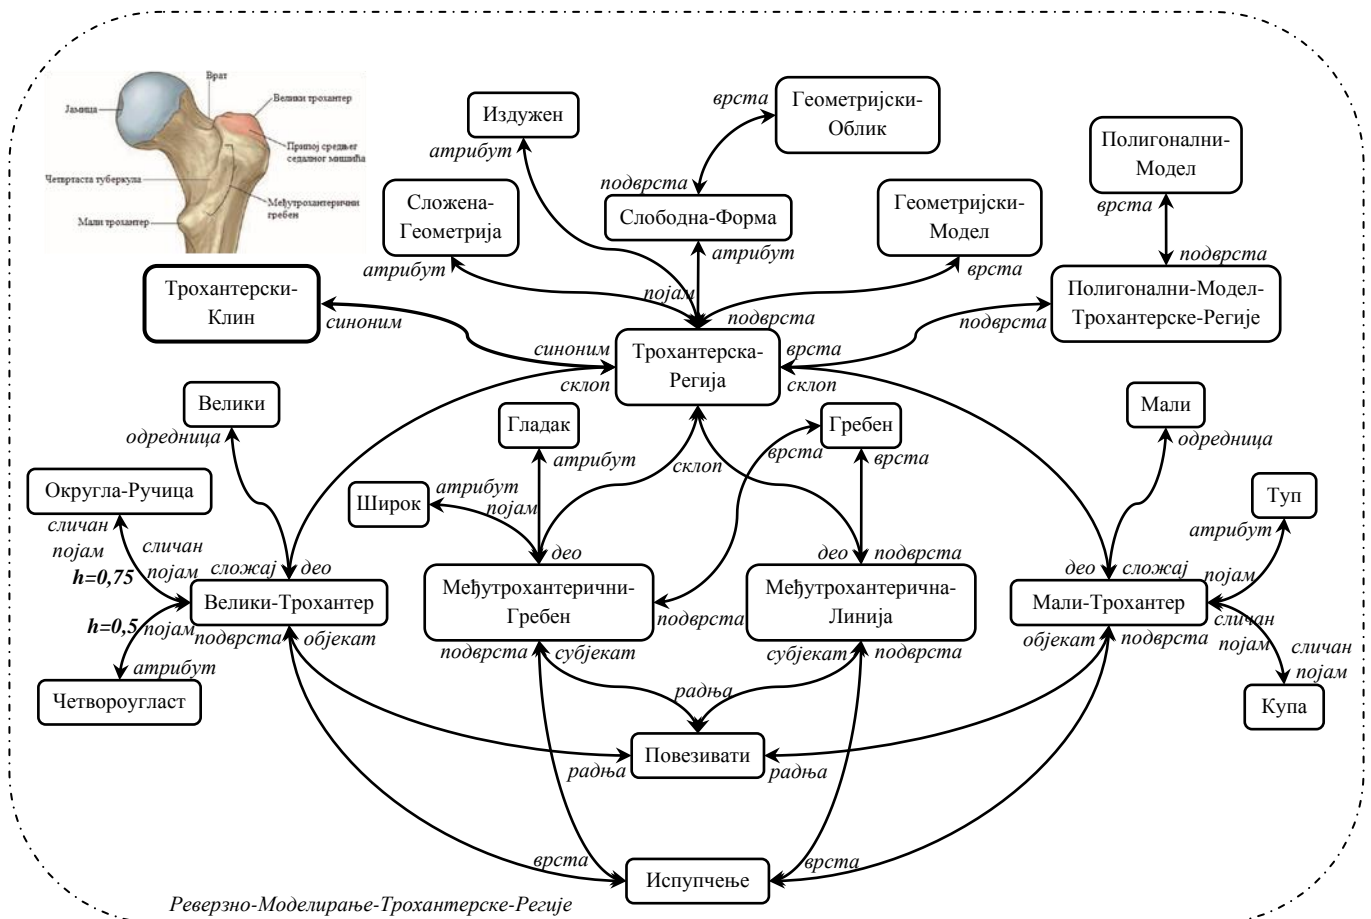 Врат
Јамица
Велики трохантер
Припој средњег
седалног мишића
Четвртаста туберкула
Међутрохантерични
гребен
Мали трохантер
Издужен
атрибут
врста
Геометријски-
Облик
Полигонални-
Модел
врста
подврста
Сложена-
Геометрија
атрибут
подврста
Слободна-Форма
атрибут
Геометријски-
Модел
врста
подврста
Полигонални-Модел-
Трохантерске-Регије
Трохантерски-
Клин
синоним
појам
подврста
синоним
склоп
Трохантерска-
Регија
врста
склоп
Велики
одредница
Гладак
атрибут
склоп
Гребен
врста
врста
Мали
одредница
Округла-Ручица
сличан
појам
сличан
појам
h=0,75
Широк
атрибут
појам
Туп
атрибут
сложај
део
део
део
подврста
део
сложај
појам
Велики-Трохантер
Међутрохантерични-
Гребен
подврста
Међутрохантерична-
Линија
Мали-Трохантер
h=0,5
појам
подврста
објекат
подврста
субјекат
субјекат
подврста
објекат
подврста
сличан
појам
атрибут
Четвороугласт
радња
сличан
појам
Купа
Повезивати
радња
радња
врста
Испупчење
врста
Реверзно-Моделирање-Трохантерске-Регије